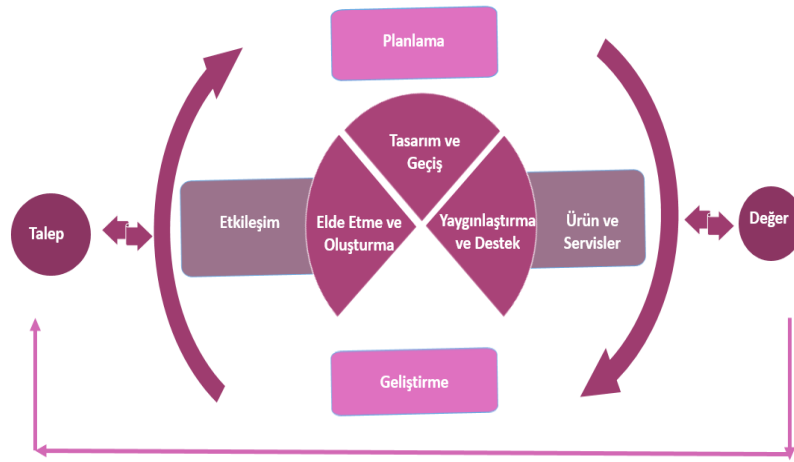 Planlama
Tasarım ve
Geçiş
Talep
Etkileşim
Elde Etme ve
Oluşturma
Yaygınlaştırma
ve Destek
Ürün ve
Servisler
Değer
Geliştirme